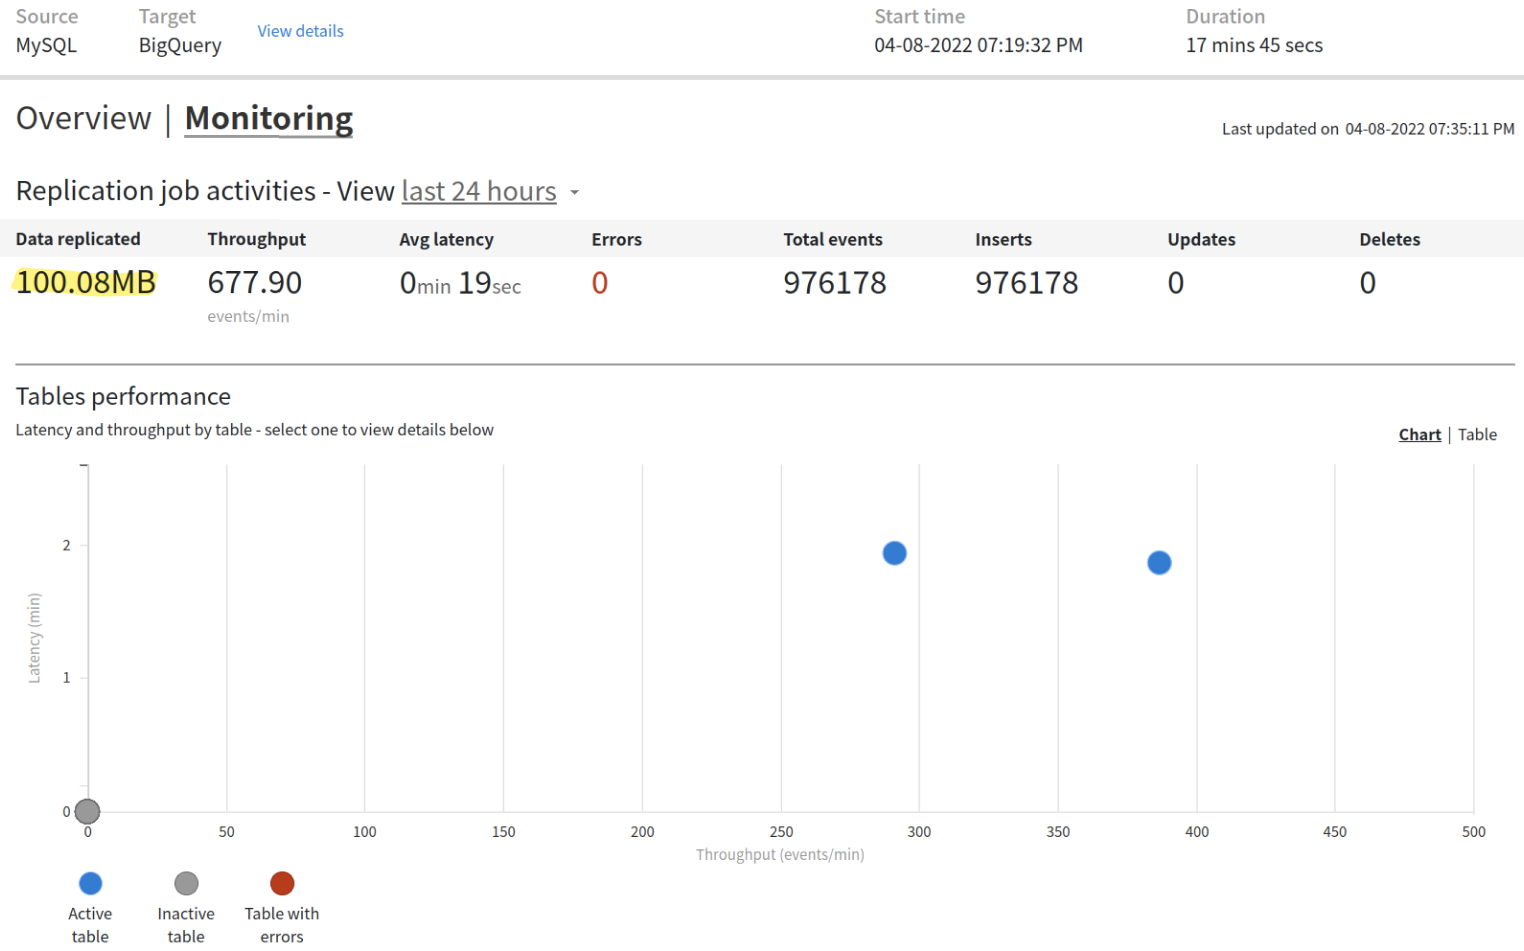 Source Target Start time Duration
MySQL BigQuery View details 04-08-2022 07:19:32 PM 17 mins 45 secs
Overview | Monitoring
Last updated on 04-08-2022 07:35:11 PM
Replication job activities - View last 24 hours
Data replicated Throughput Avg latency Errors Total events Inserts Updates Deletes
100.08MB 677.90 0min 19sec 0 976178 976178 0 0
events/min
Tables performance
Latency and throughput by table - select one to view details below
Chart | Table
2
1
0
Latency (min)
0 50 100 150 200 250 300 350 400 450 500
Throughput (events/min)
Active Inactive Table with
table table errors